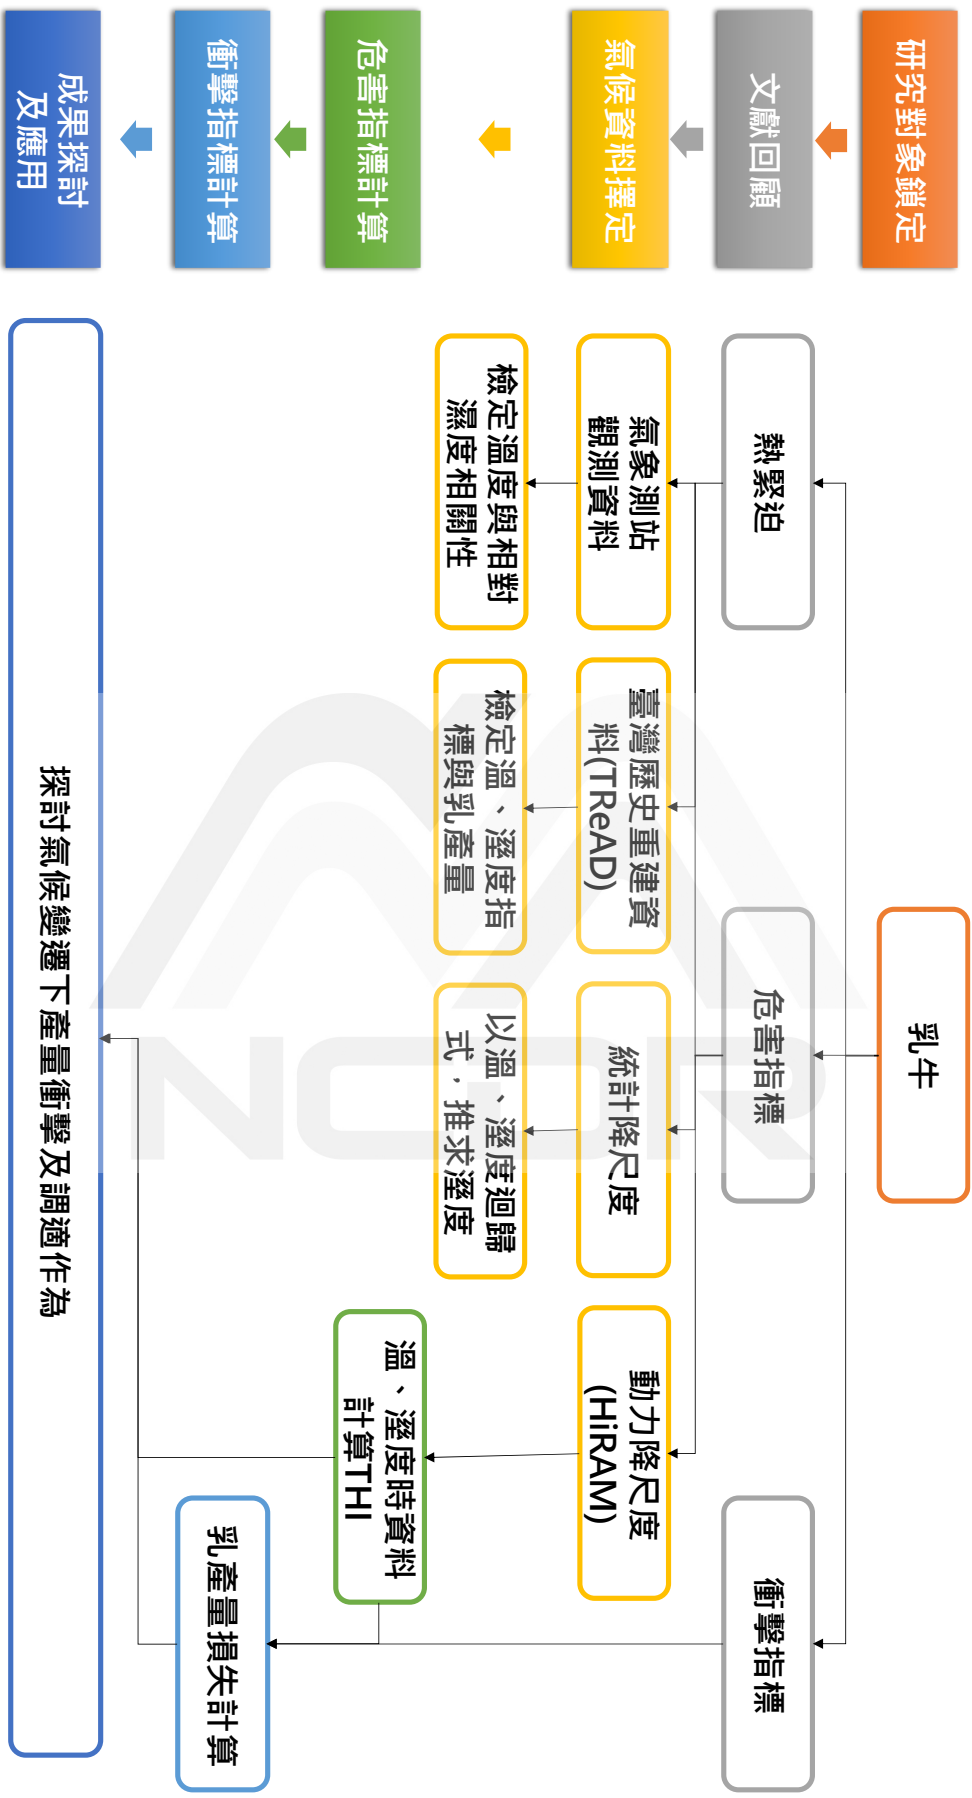 研究對象鎖定
文獻回顧
氣候資料擇定
危害指標計算
衝擊指標計算
成果探討
及應用
乳牛
熱緊迫
危害指標
衝擊指標
氣象測站
觀測資料
臺灣歷史重建資
料(TReAD)
統計降尺度
動力降尺度
(HiRAM)
檢定溫度與相對
濕度相關性
檢定溫、溼度指
標與乳產量
以溫、溼度迴歸
式，推求溼度
溫、溼度時資料
計算THI
乳產量損失計算
探討氣候變遷下產量衝擊及調適作為
NCDR